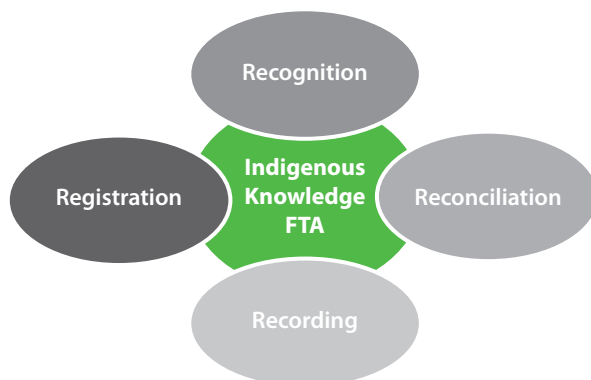 Recognition
Indigenous
Knowledge
FTA
Registration
Reconciliation
Recording